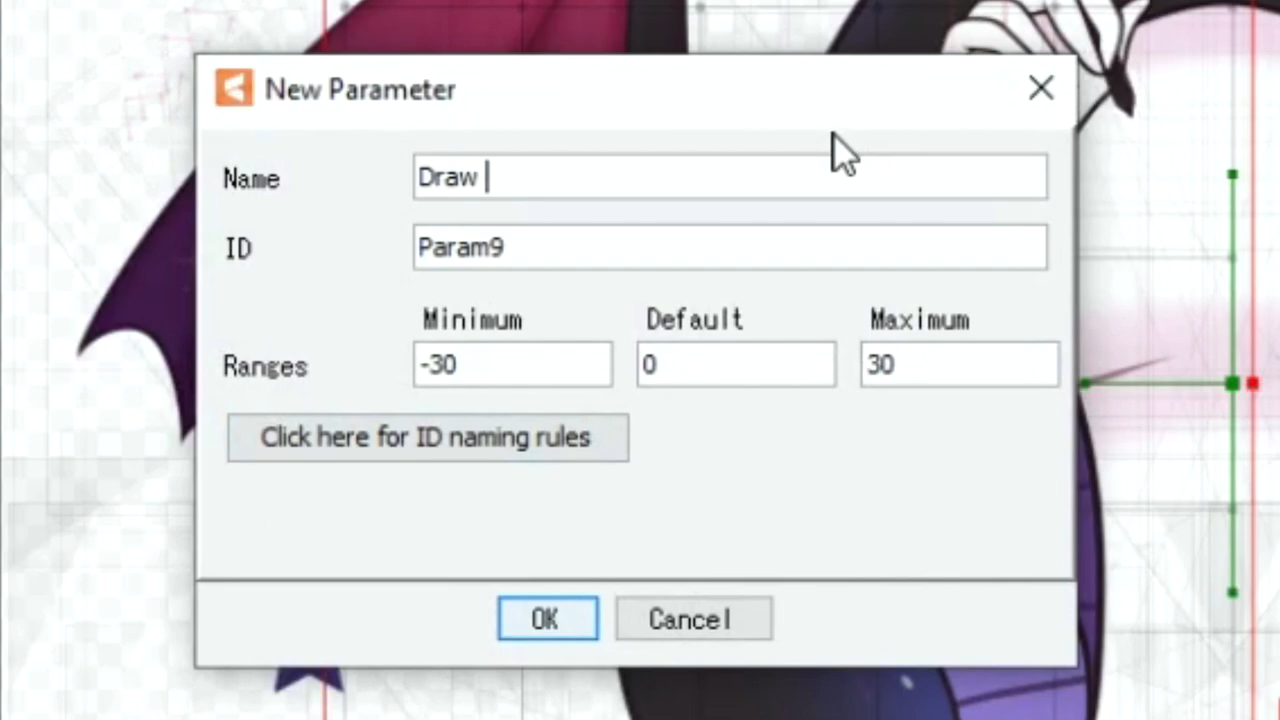 New Parameter
Name Draw
ID Param9
Minimum Default Maximum
Ranges -30 0 30
Click here for ID naming rules
OK Cancel